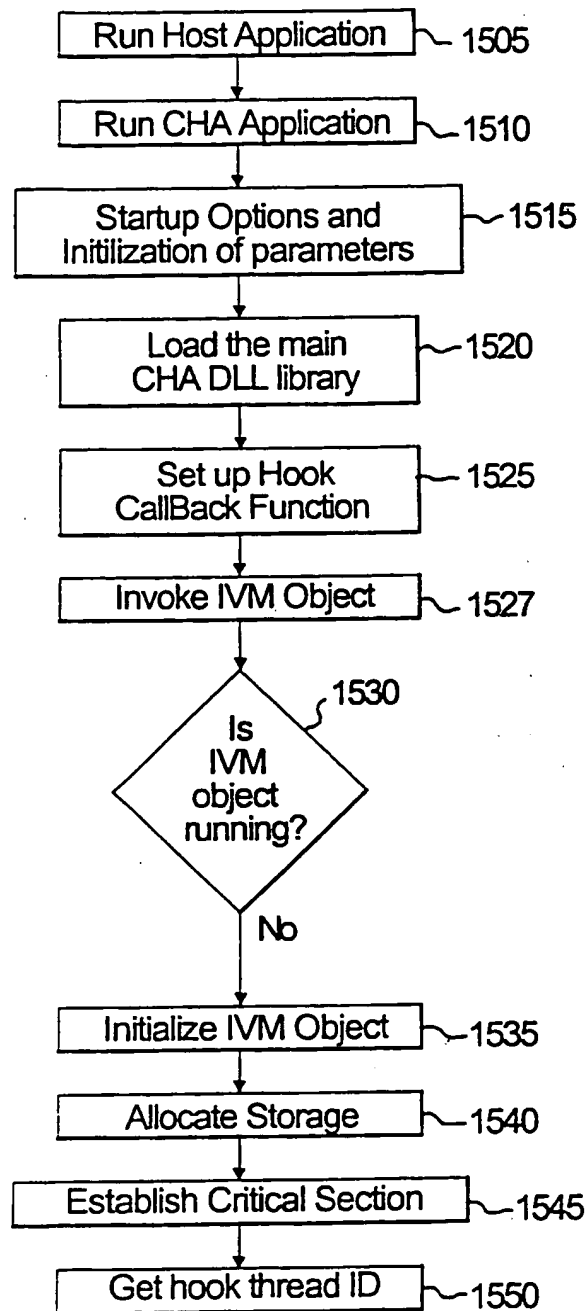 Run Host Application
1505
Run CHA Application
1510
Startup Options and
Initilization of parameters
1515
Load the main
CHA DLL library
1520
Set up Hook
CallBack Function
1525
Invoke IVM Object
1527
1530
Is
IVM
object
running?
No
Initialize IVM Object
1535
Allocate Storage
1540
Establish Critical Section
1545
Get hook thread ID
1550